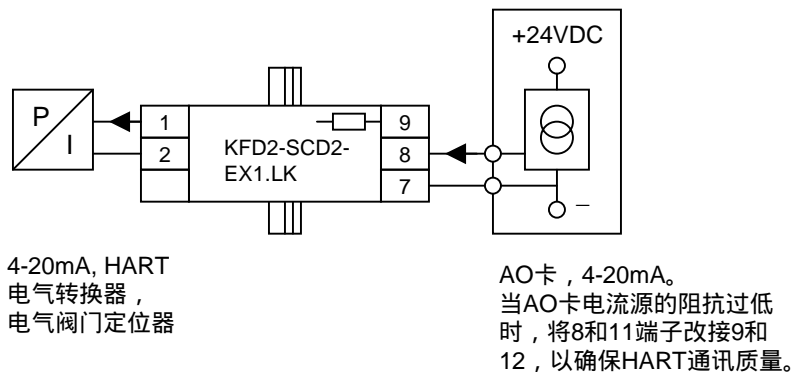 +24VDC
P
I
1
2
KFD2-SCD2-
EX1.LK
9
8
7
−
4-20mA, HART
电气转换器，
电气阀门定位器
AO卡，4-20mA。
当AO卡电流源的阻抗过低
时，将8和11端子改接9和
12，以确保HART通讯质量。